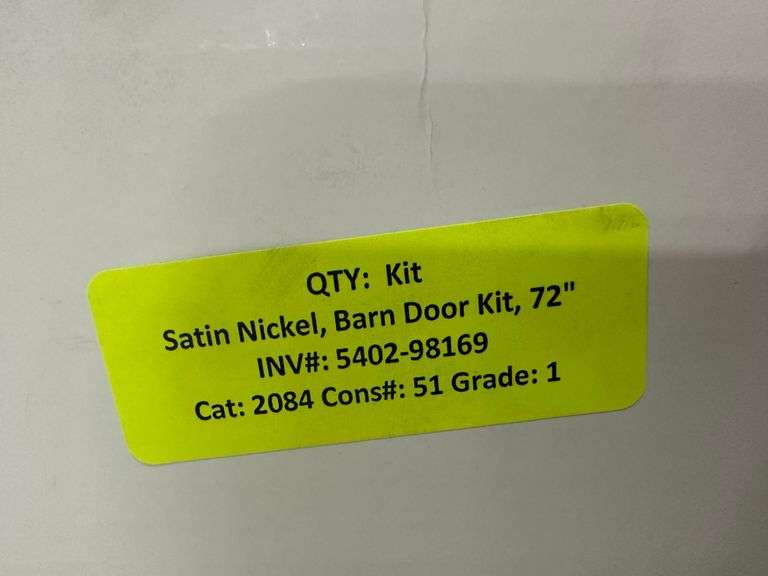 QTY: Kit
Satin Nickel, Barn Door Kit, 72"
INV#: 5402-98169
Cat: 2084 Cons#: 51 Grade: 1